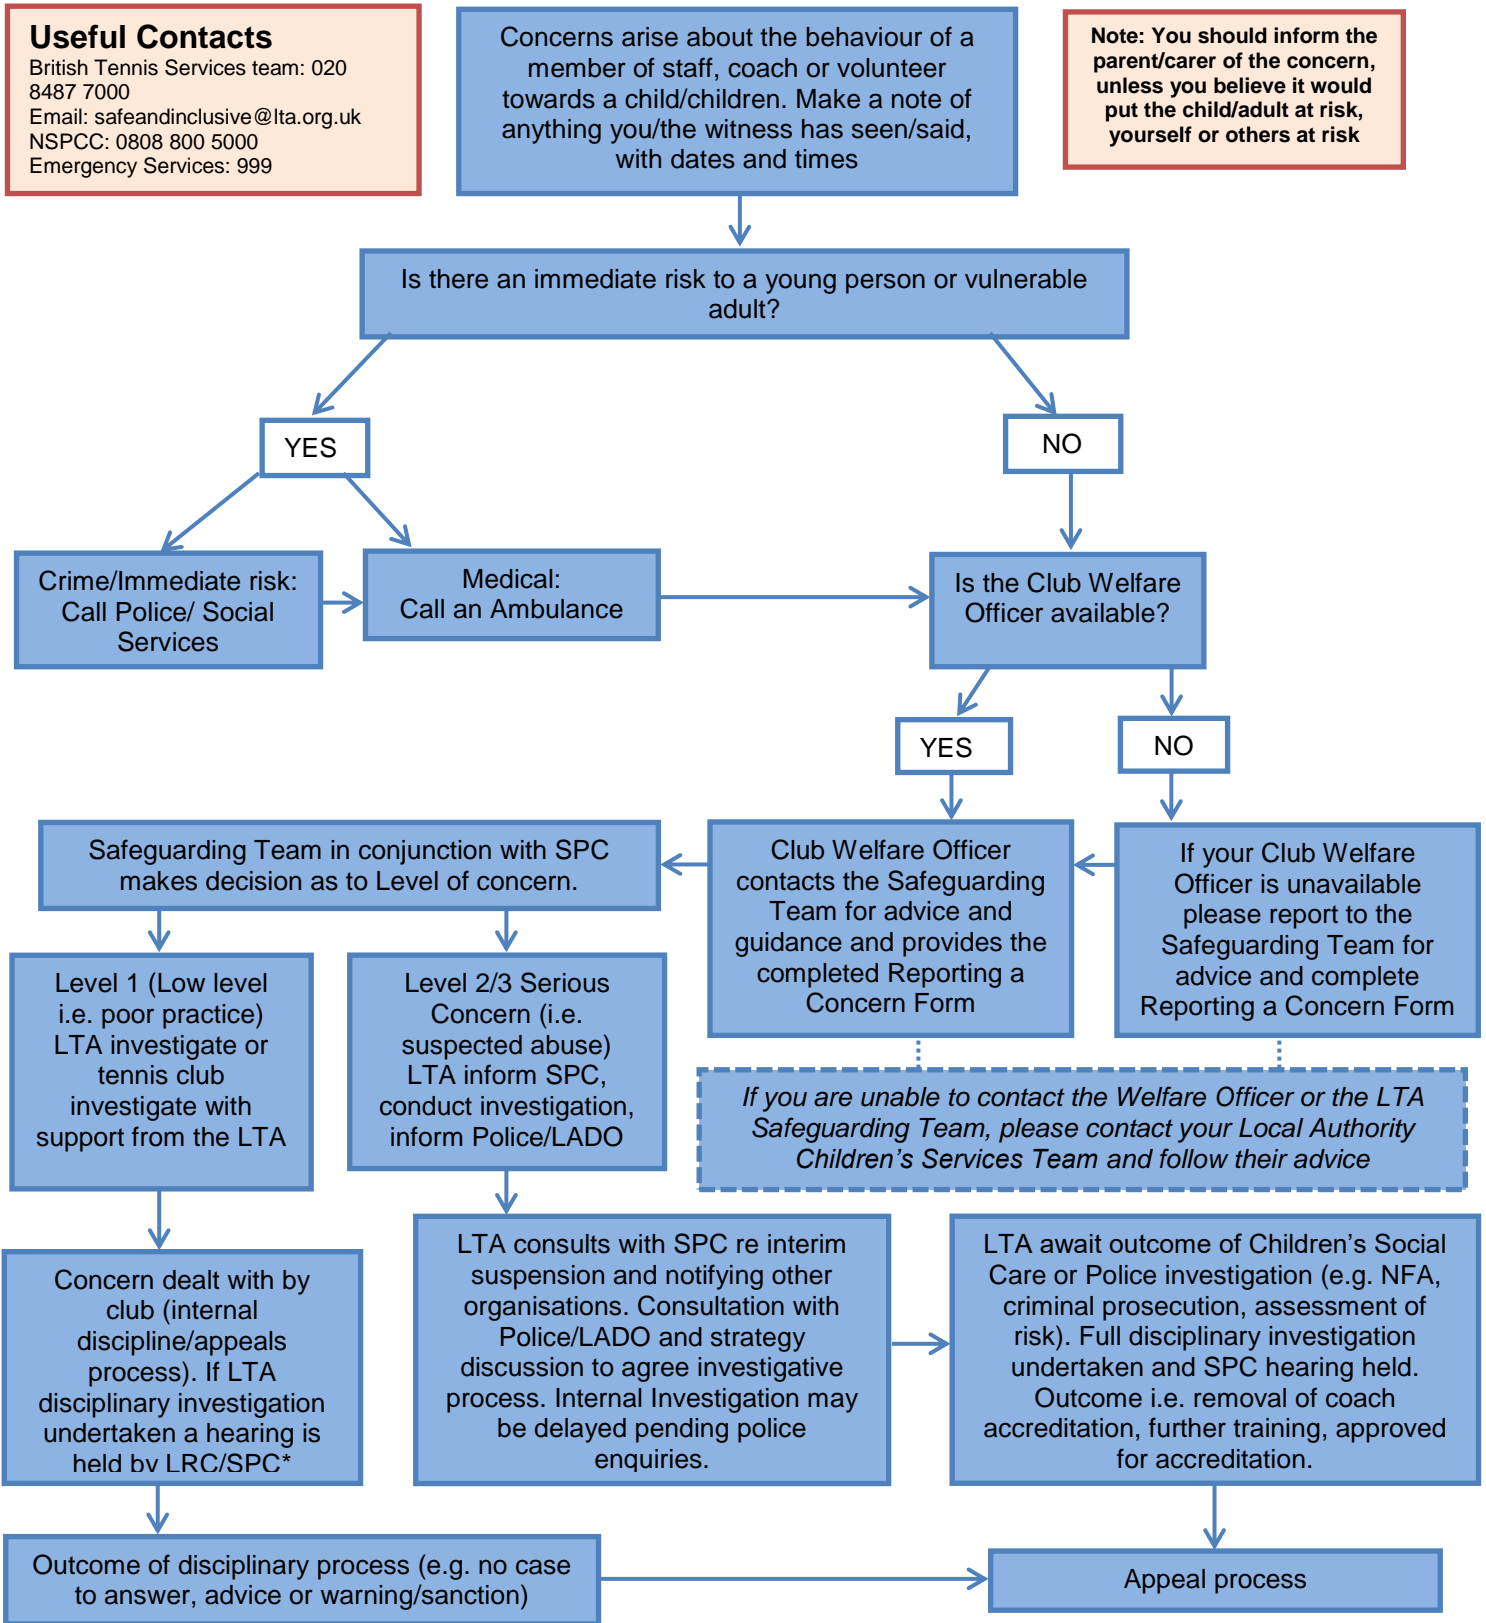 Useful Contacts
British Tennis Services team: 020
8487 7000
Email: safeandinclusive@lta.org.uk
NSPCC: 0808 800 5000
Emergency Services: 999
Concerns arise about the behaviour of a
member of staff, coach or volunteer
towards a child/children. Make a note of
anything you/the witness has seen/said,
with dates and times
Note: You should inform the
parent/carer of the concern,
unless you believe it would
put the child/adult at risk,
yourself or others at risk
Is there an immediate risk to a young person or vulnerable
adult?
YES
NO
Crime/Immediate risk:
Call Police/ Social
Services
Medical:
Call an Ambulance
Is the Club Welfare
Officer available?
YES
NO
Safeguarding Team in conjunction with SPC
makes decision as to Level of concern.
Club Welfare Officer
contacts the Safeguarding
Team for advice and
guidance and provides the
completed Reporting a
Concern Form
If your Club Welfare
Officer is unavailable
please report to the
Safeguarding Team for
advice and complete
Reporting a Concern Form
Level 1 (Low level
i.e. poor practice)
LTA investigate or
tennis club
investigate with
support from the LTA
Level 2/3 Serious
Concern (i.e.
suspected abuse)
LTA inform SPC,
conduct investigation,
inform Police/LADO
If you are unable to contact the Welfare Officer or the LTA
Safeguarding Team, please contact your Local Authority
Children’s Services Team and follow their advice
Concern dealt with by
club (internal
discipline/appeals
process). If LTA
disciplinary investigation
undertaken a hearing is
held by LRC/SPC*
LTA consults with SPC re interim
suspension and notifying other
organisations. Consultation with
Police/LADO and strategy
discussion to agree investigative
process. Internal Investigation may
be delayed pending police
enquiries.
LTA await outcome of Children’s Social
Care or Police investigation (e.g. NFA,
criminal prosecution, assessment of
risk). Full disciplinary investigation
undertaken and SPC hearing held.
Outcome i.e. removal of coach
accreditation, further training, approved
for accreditation.
Outcome of disciplinary process (e.g. no case
to answer, advice or warning/sanction)
Appeal process